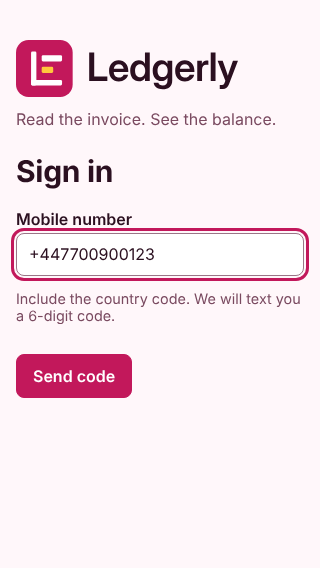 Ledgerly
Read the invoice. See the balance.
Sign in
Mobile number
+447700900123
Include the country code. We will text you
a 6-digit code.
Send code